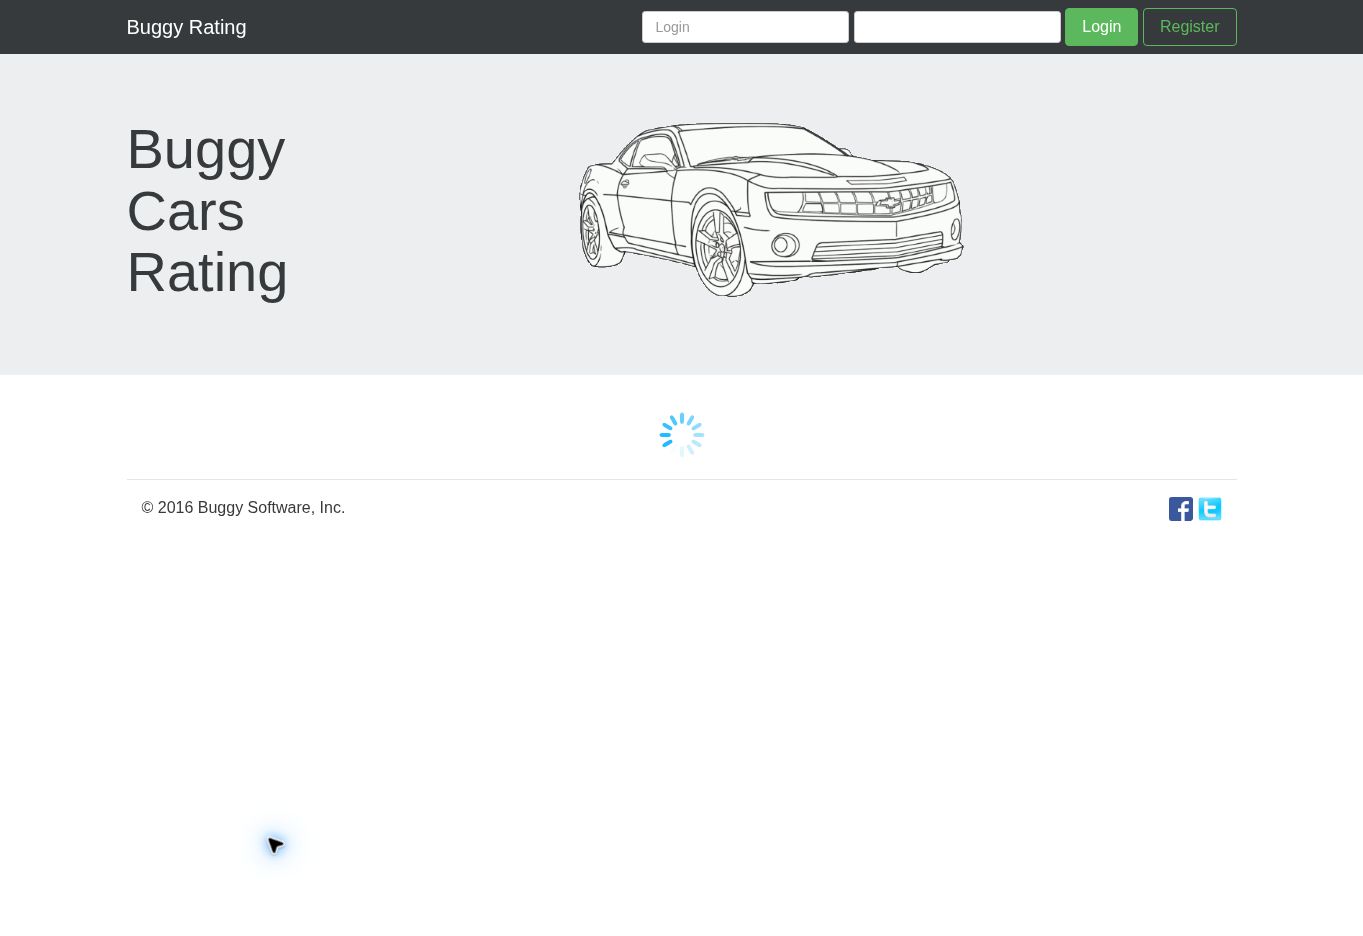 Buggy Rating
Login
Login
Register
Buggy
Cars
Rating
© 2016 Buggy Software, Inc.